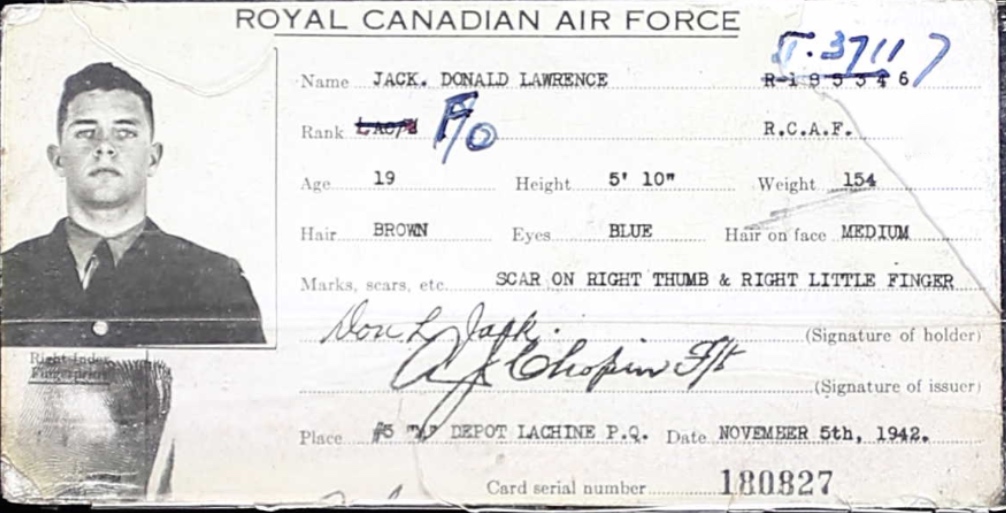 ROYAL CANADIAN AIR FORCE
J.37117
Name JACK. DONALD LAWRENCE R-185346
Rank LAC F/O R.C.A.F.
Age 19 Height 5' 10" Weight 154
Hair BROWN Eyes BLUE Hair on face MEDIUM
Marks, scars, etc. SCAR ON RIGHT THUMB & RIGHT LITTLE FINGER
Don L Jack. (Signature of holder)
Chopin F/L
(Signature of issuer)
Right Index
Fingerprint
Place #5 "Y" DEPOT LACHINE P.Q. Date NOVEMBER 5th, 1942.
Card serial number 180827